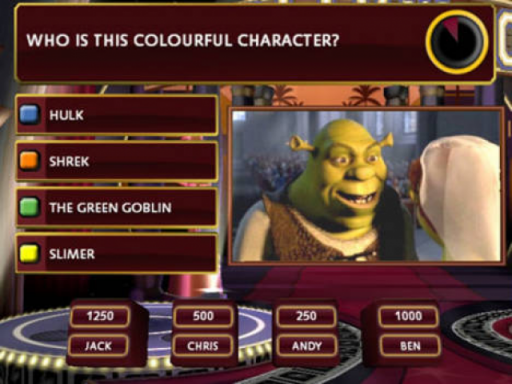 WHO IS THIS COLOURFUL CHARACTER?
HULK
SHREK
THE GREEN GOBLIN
SLIMER
1250 500 250 1000
JACK CHRIS ANDY BEN